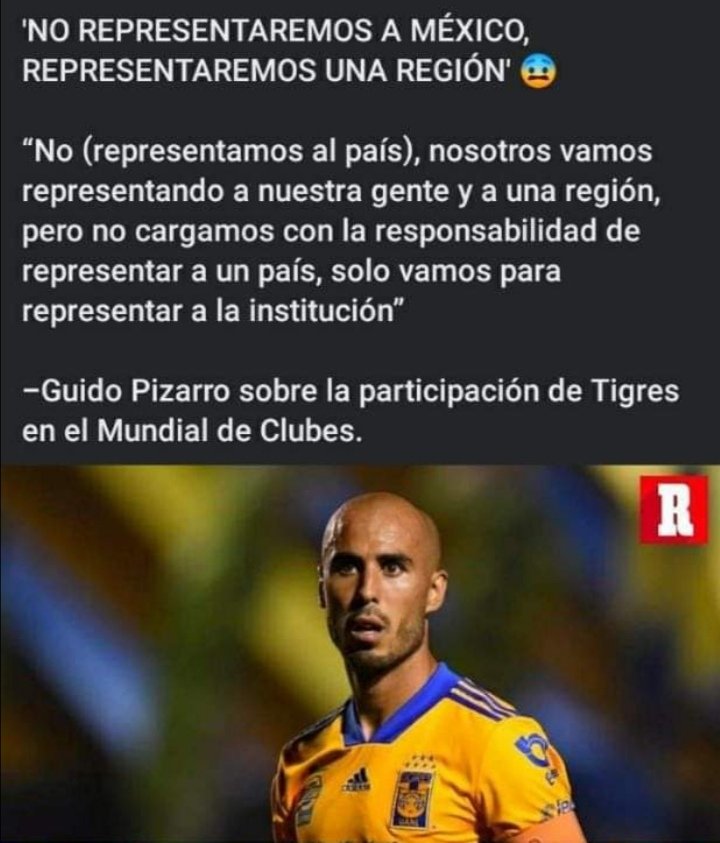 'NO REPRESENTAREMOS A MÉXICO,
REPRESENTAREMOS UNA REGIÓN' 😨
“No (representamos al país), nosotros vamos
representando a nuestra gente y a una región,
pero no cargamos con la responsabilidad de
representar a un país, solo vamos para
representar a la institución”
–Guido Pizarro sobre la participación de Tigres
en el Mundial de Clubes.
R